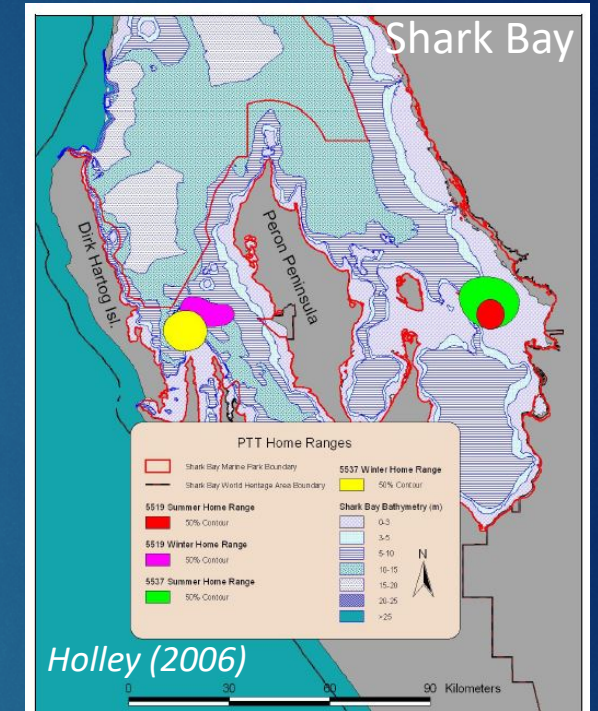 Shark Bay
Dirk Hartog Isl.
Peron Peninsula
PTT Home Ranges
Shark Bay Marine Park Boundary
Shark Bay World Heritage Area Boundary
5519 Summer Home Range
50% Contour
5519 Winter Home Range
50% Contour
5537 Summer Home Range
50% Contour
5537 Winter Home Range
50% Contour
Shark Bay Bathymetry (m)
0-3
3-5
5-10
10-15
15-20
20-25
>25
N
Holley (2006)
0 30 60 90 Kilometers